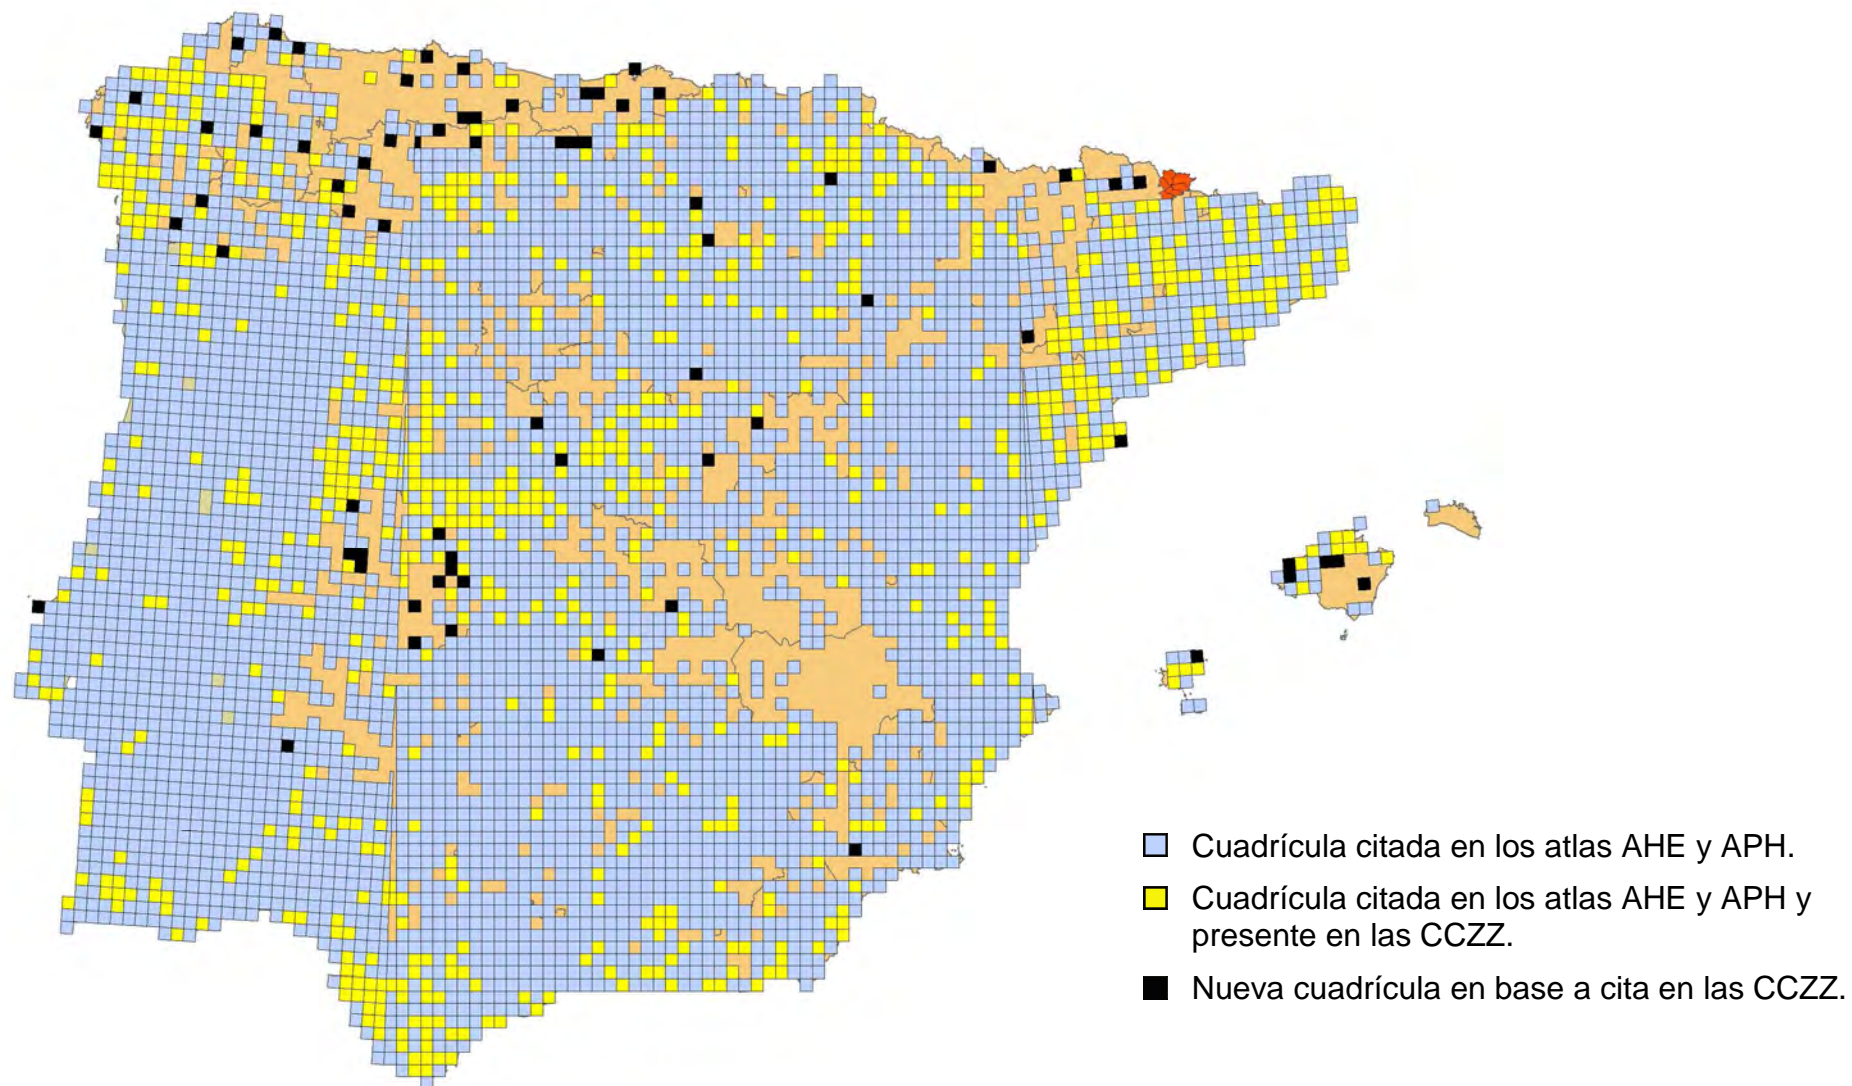 Cuadrícula citada en los atlas AHE y APH.
Cuadrícula citada en los atlas AHE y APH y
presente en las CCZZ.
Nueva cuadrícula en base a cita en las CCZZ.